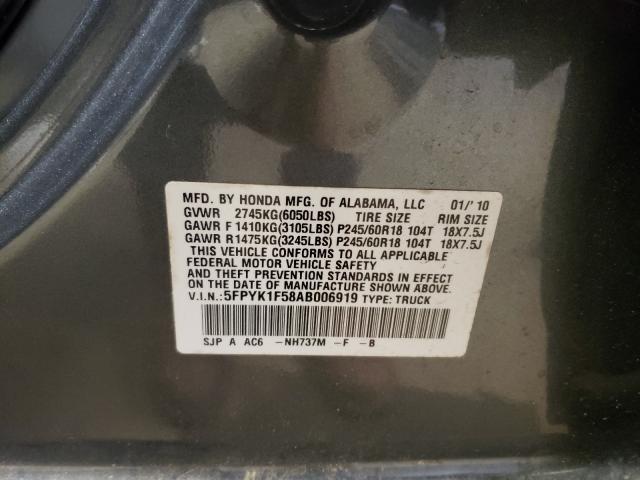 MFD. BY HONDA MFG. OF ALABAMA, LLC 01/'10
GVWR 2745KG(6050LBS) TIRE SIZE RIM SIZE
GAWR F 1410KG(3105LBS) P245/60R18 104T 18X7.5J
GAWR R1475KG(3245LBS) P245/60R18 104T 18X7.5J
THIS VEHICLE CONFORMS TO ALL APPLICABLE
FEDERAL MOTOR VEHICLE SAFETY
AND THEFT PREVENTION STANDARDS IN EFFECT
ON THE DATE OF MANUFACTURE SHOWN ABOVE.
V.I.N.:5FPYK1F58AB006919 TYPE:TRUCK
SJP A AC6 -NH737M -F -B